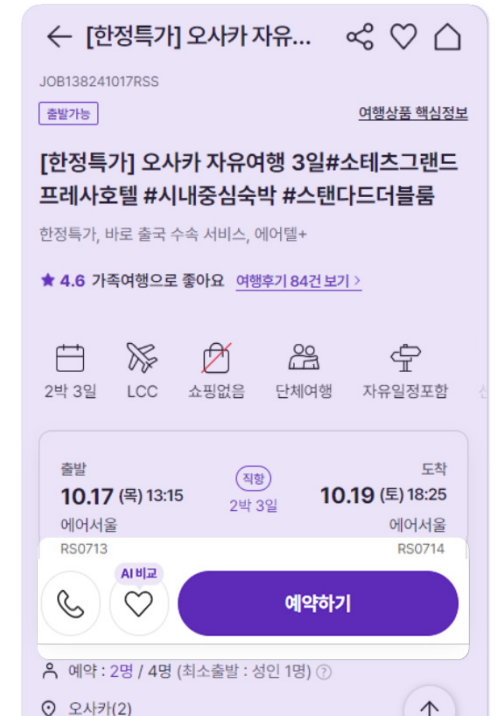 [한정특가] 오사카 자유...
JOB138241017RSS
출발가능
여행상품 핵심정보
[한정특가] 오사카 자유여행 3일#소테츠그랜드
프레사호텔 #시내중심숙박 #스탠다드더블룸
한정특가, 바로 출국 수속 서비스, 에어텔+
★ 4.6 가족여행으로 좋아요 여행후기 84건 보기 >
2박 3일 LCC 쇼핑없음 단체여행 자유일정포함
출발 직항 도착
10.17 (목) 13:15 2박 3일 10.19 (토) 18:25
에어서울 에어서울
RS0713 RS0714
AI 비교
예약하기
예약 : 2명 / 4명 (최소출발 : 성인 1명) ?
오사카(2)